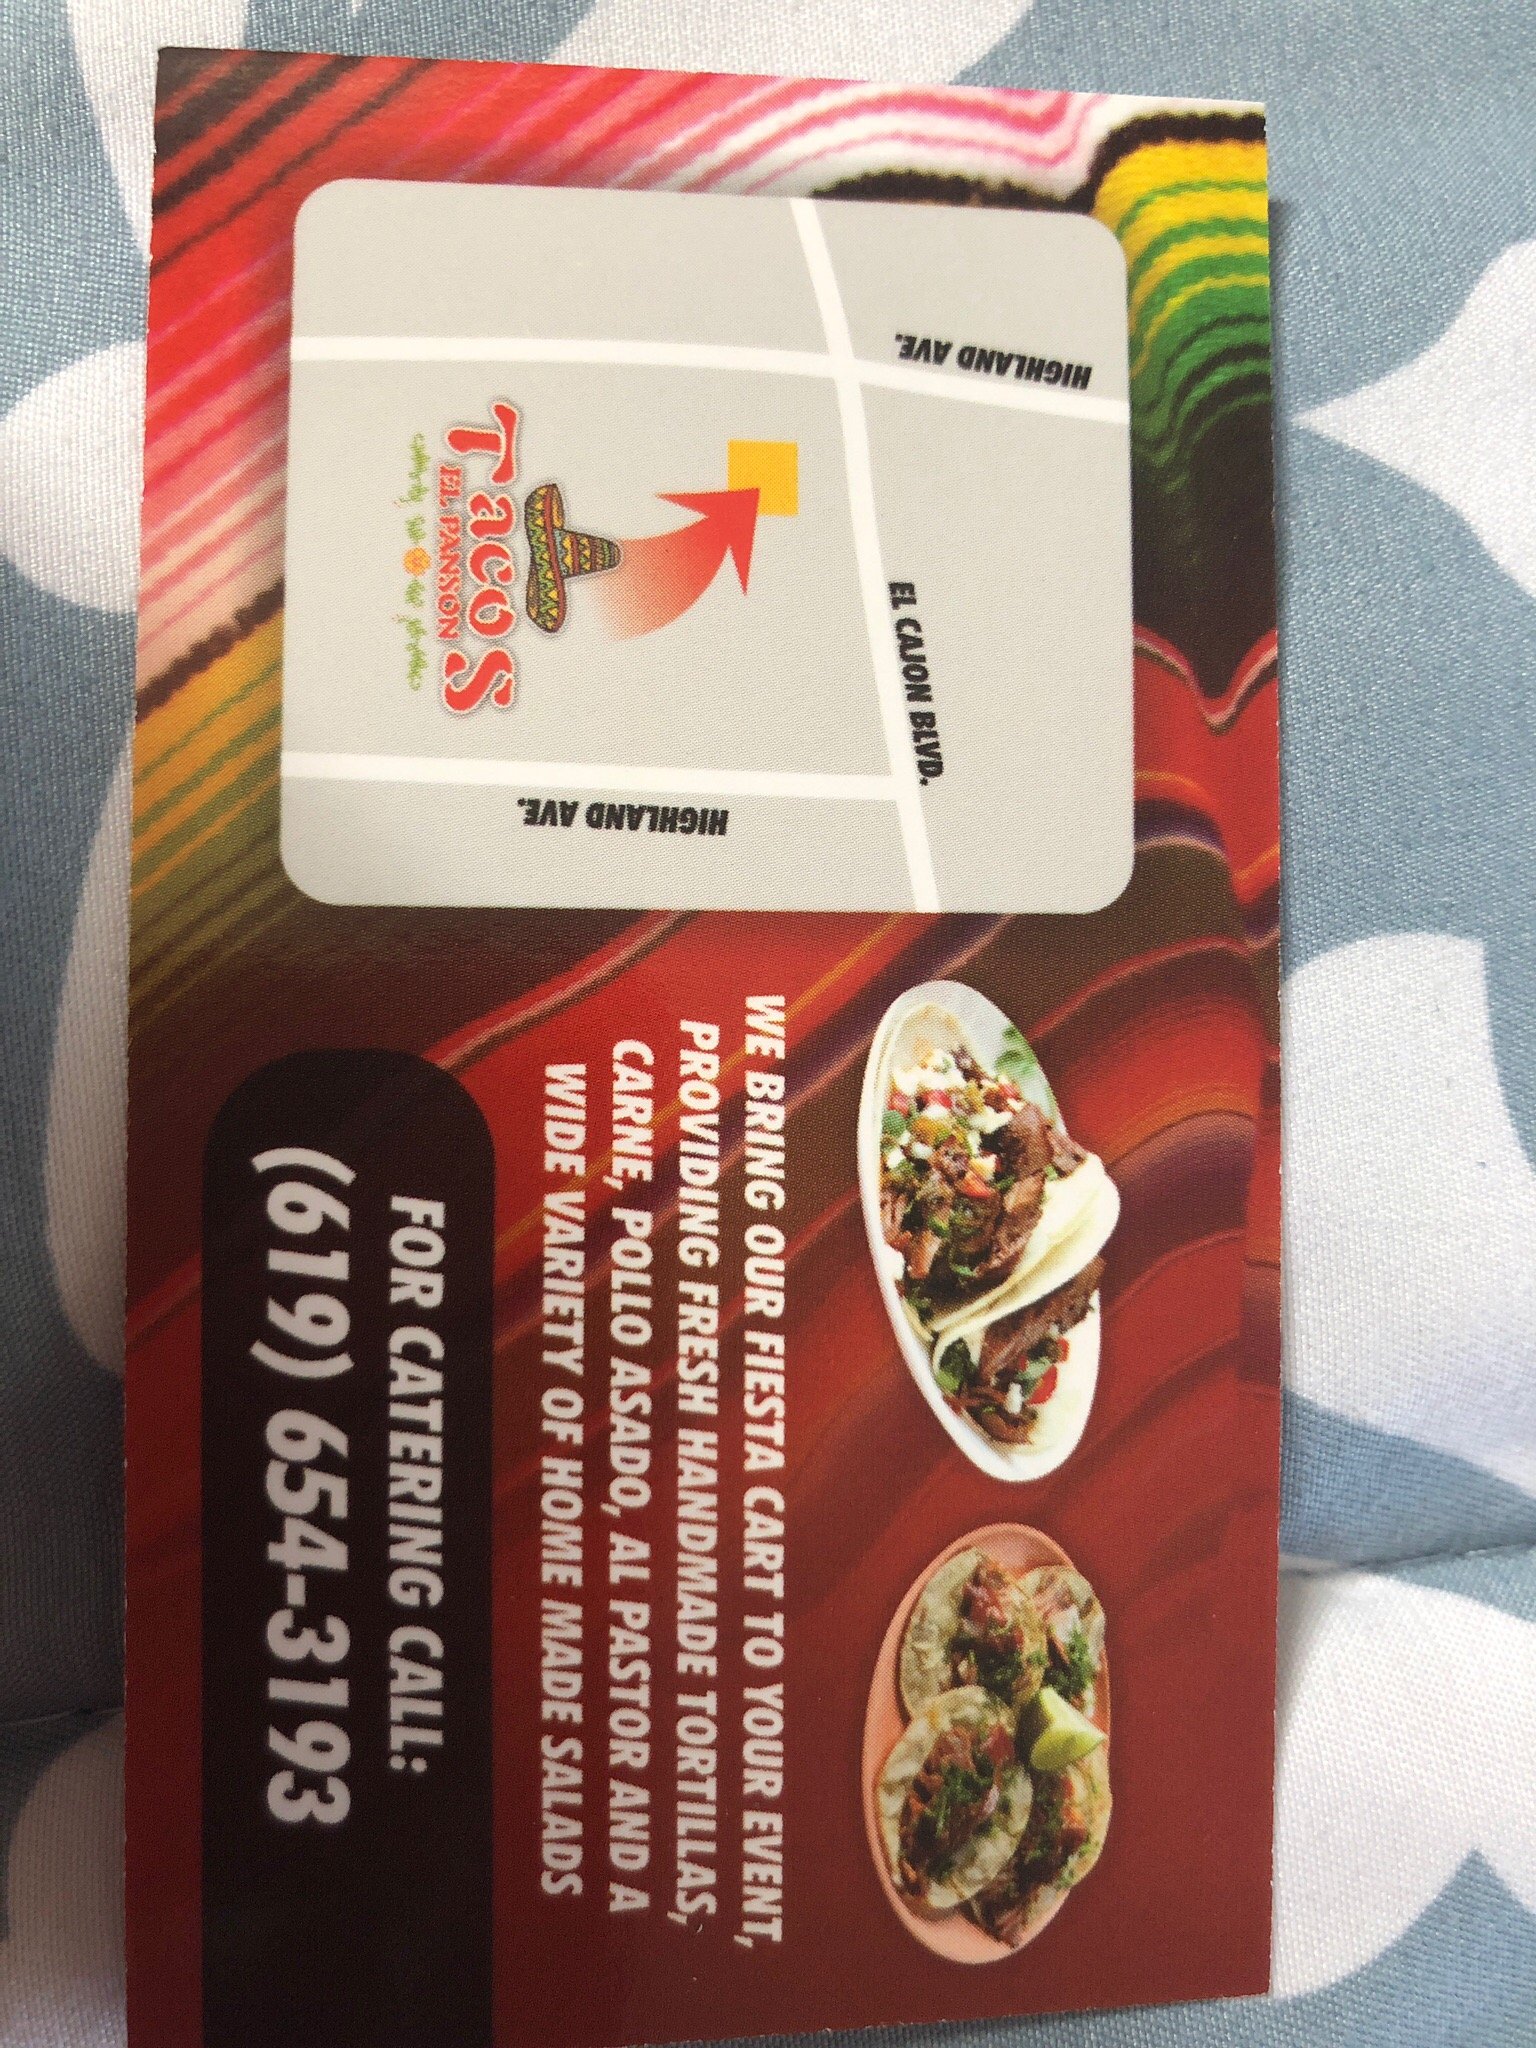 HIGHLAND AVE.
EL CAJON BLVD.
TacoS
EL PANSON
HIGHLAND AVE.
WE BRING OUR FIESTA CART TO YOUR EVENT,
PROVIDING FRESH HANDMADE TORTILLAS,
CARNE, POLLO ASADO, AL PASTOR AND A
WIDE VARIETY OF HOME MADE SALADS
FOR CATERING CALL:
(619) 654-3193